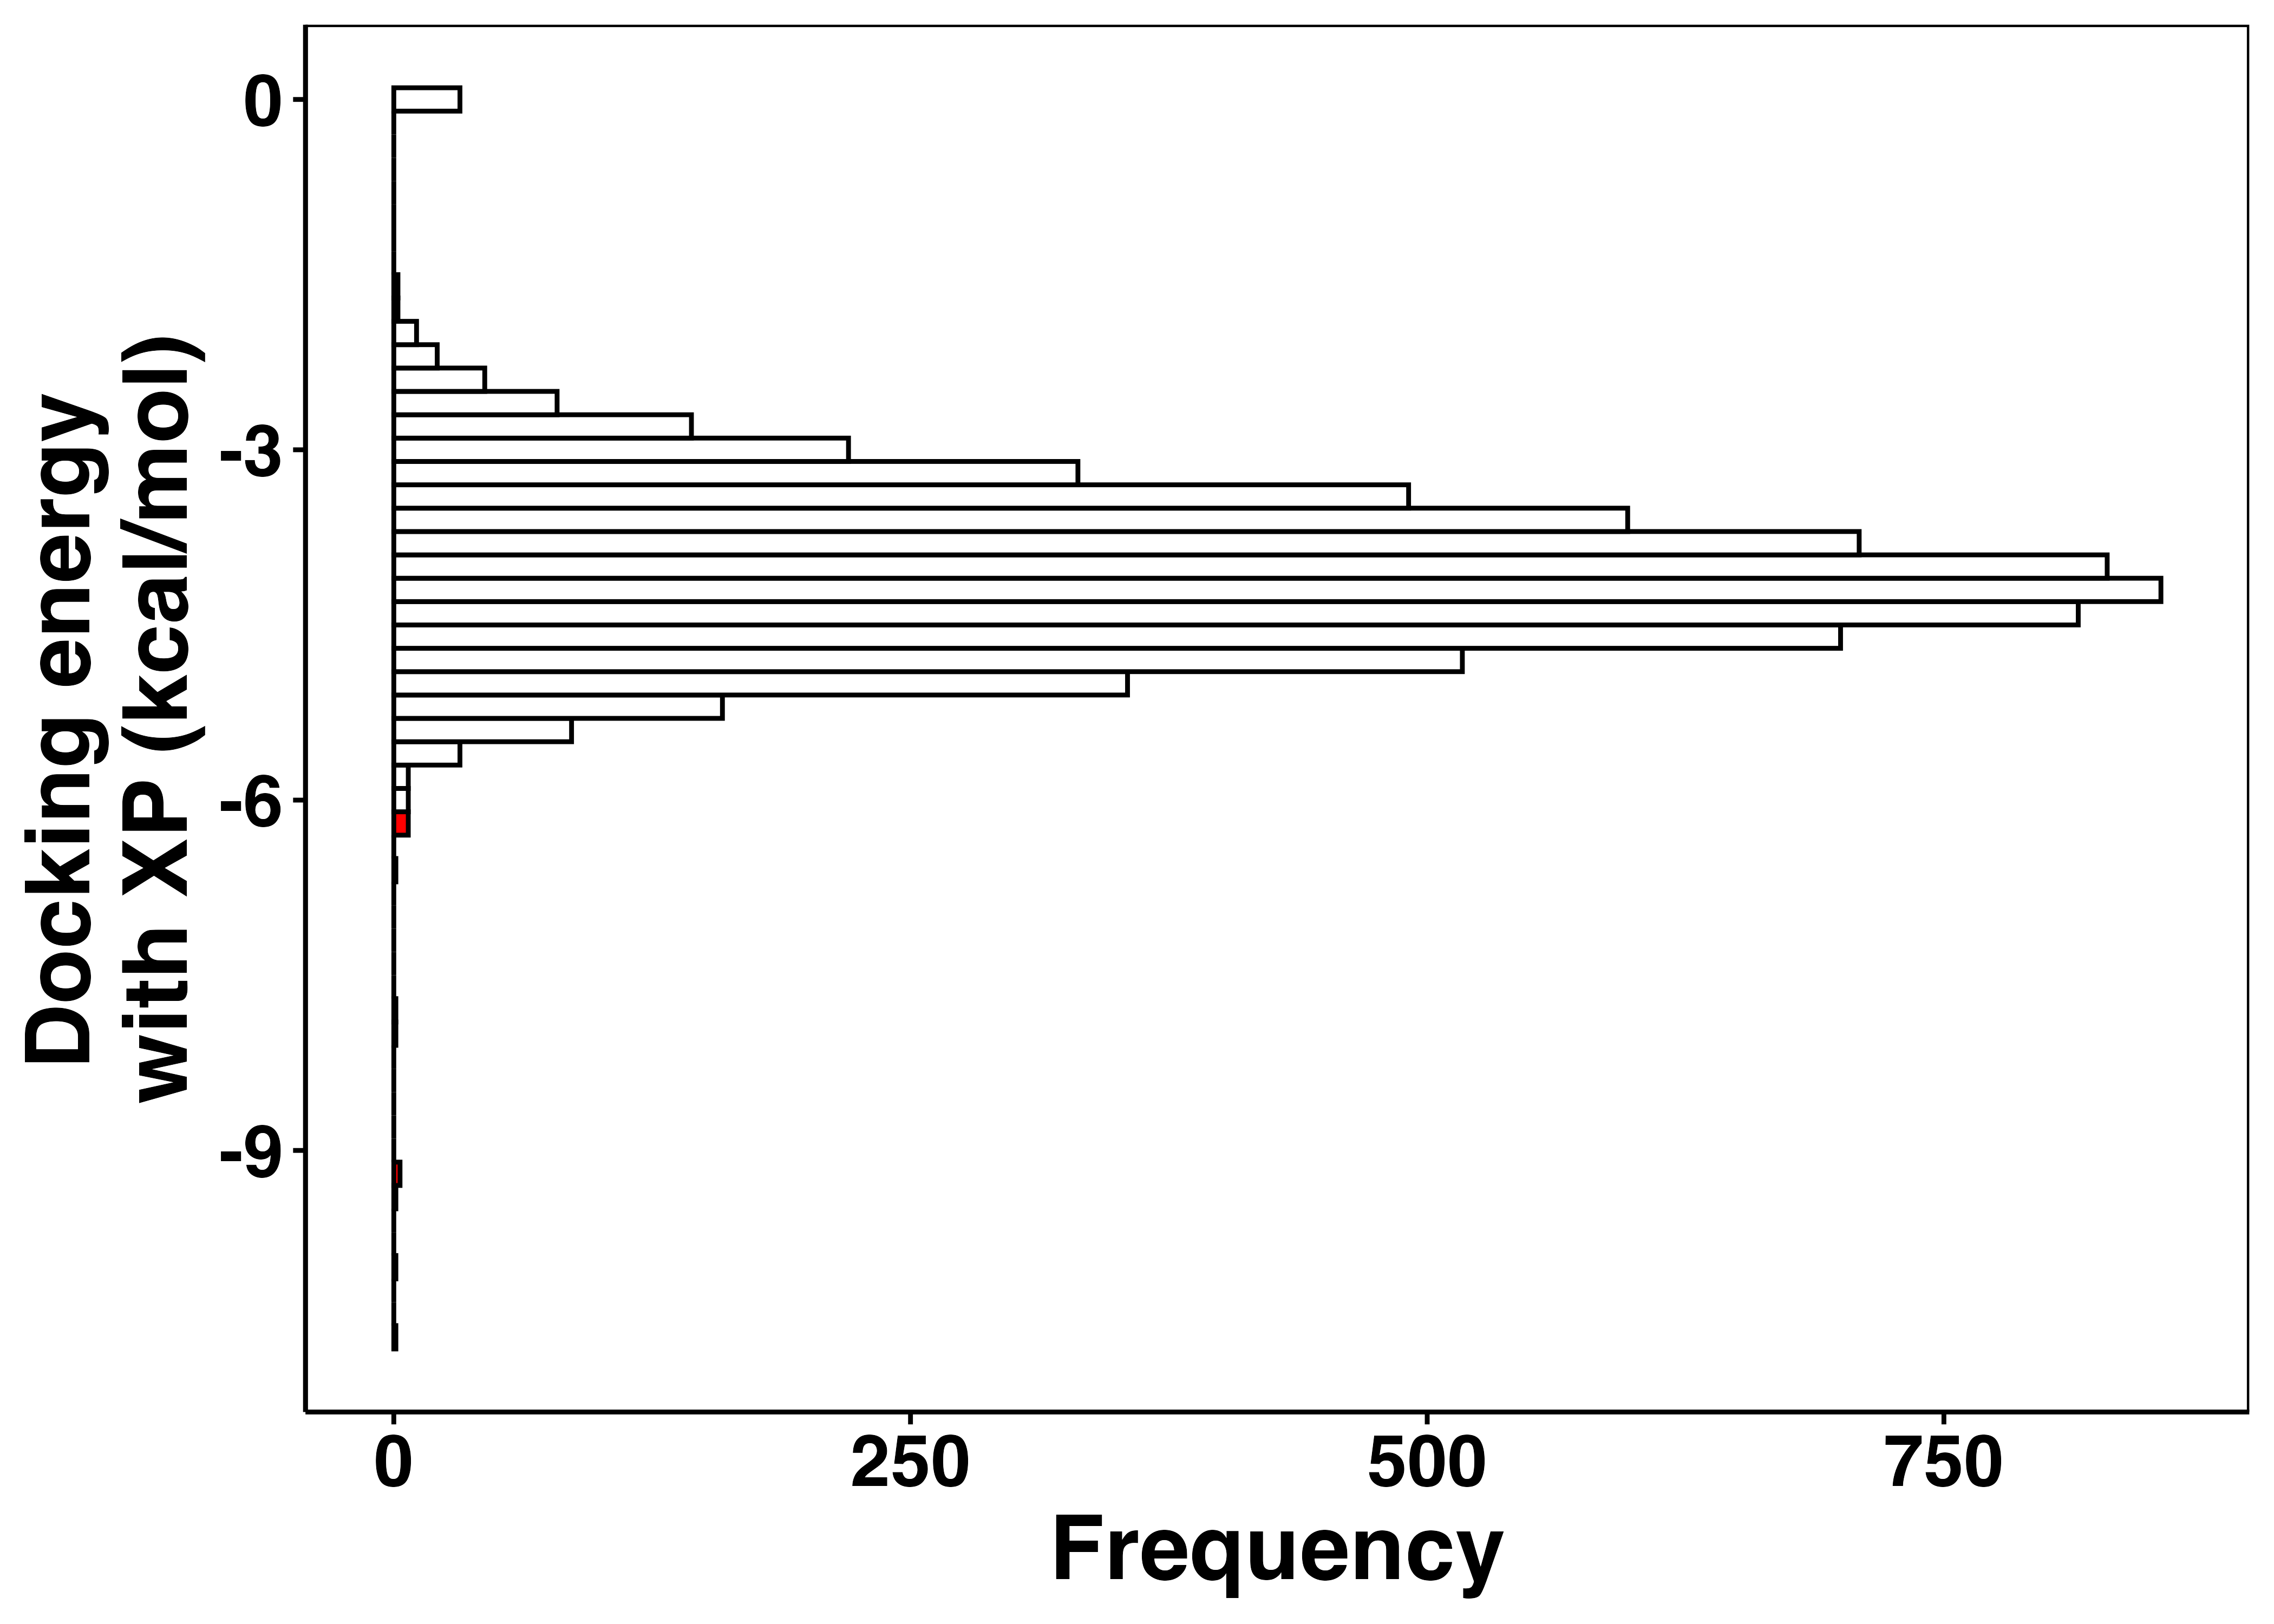 Docking energy
with XP (kcal/mol)
0
-3
-6
-9
0 250 500 750
Frequency